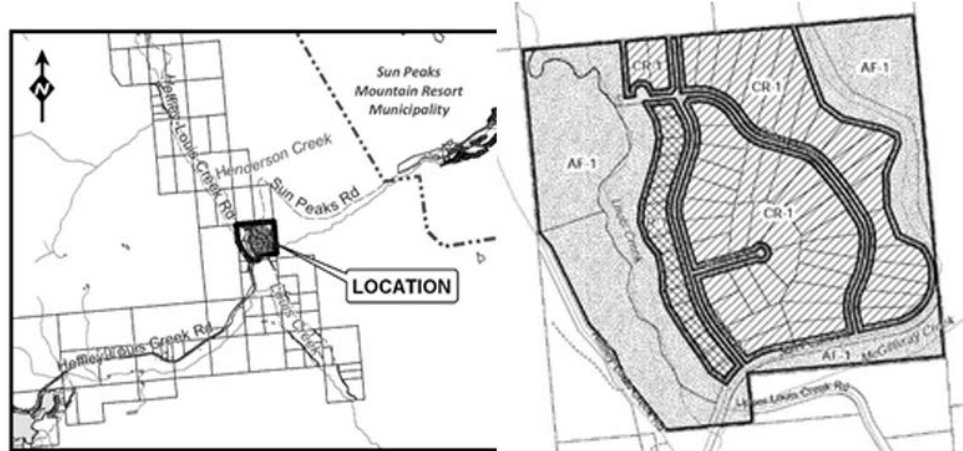 N
Sun Peaks
Mountain Resort
Municipality
Heffley-Louis Creek Rd
Henderson Creek
Sun Peaks Rd
LOCATION
Louis Creek
Heffley Louis Creek Rd
CR-1
CR-1
AF-1
AF-1
Louis Creek
CR-1
AF-1
McGillivray Creek
Louis Creek Rd